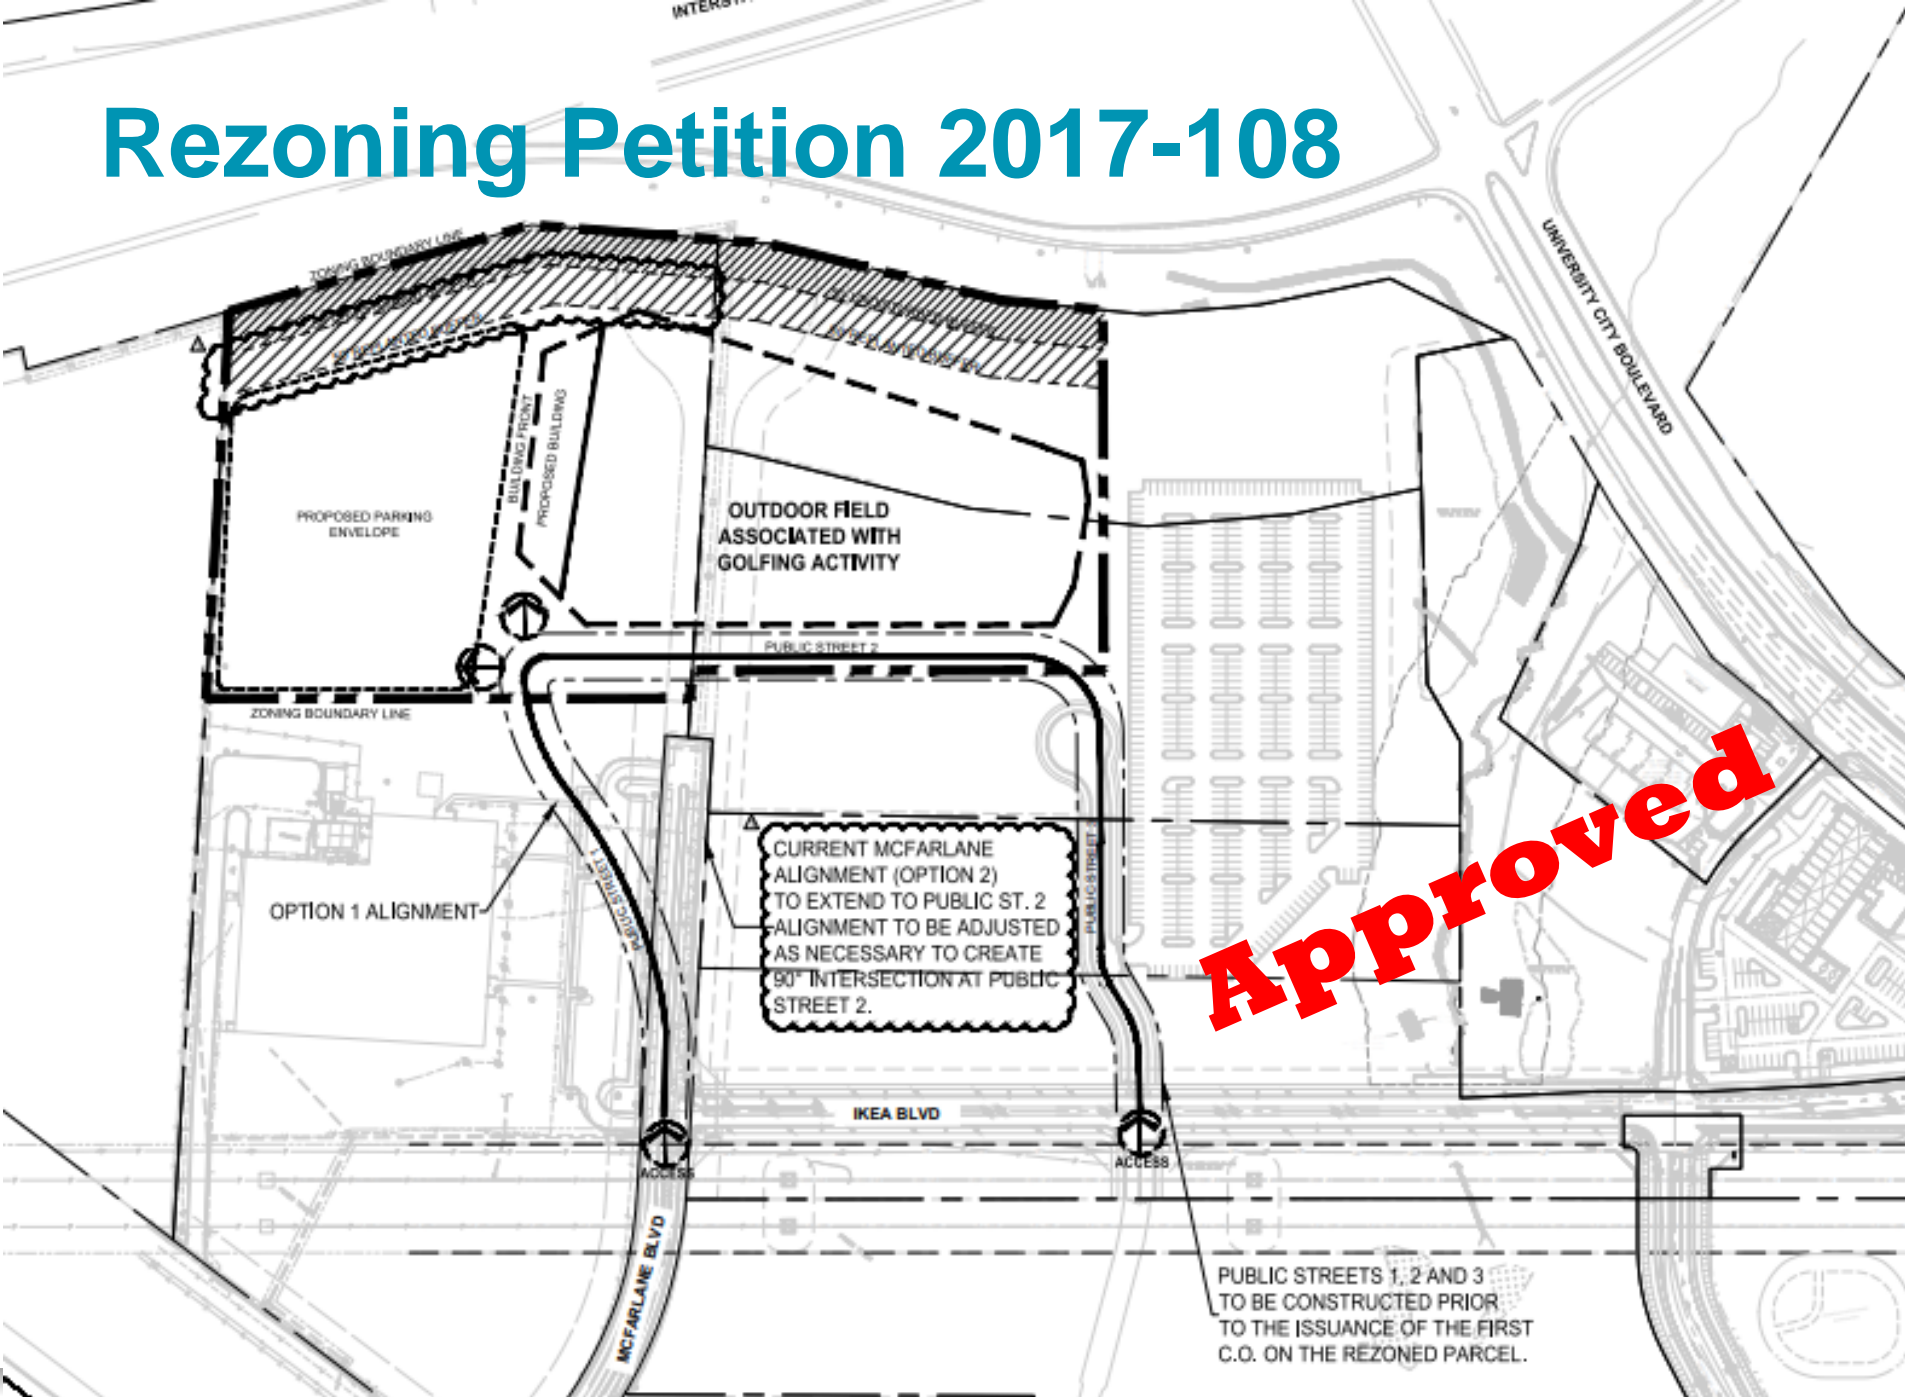 Rezoning Petition 2017-108
ZONING BOUNDARY LINE
UNIVERSITY CITY BOULEVARD
BUILDING FRONT
PROPOSED BUILDING
PROPOSED PARKING
ENVELOPE
OUTDOOR FIELD
ASSOCIATED WITH
GOLFING ACTIVITY
PUBLIC STREET 2
ZONING BOUNDARY LINE
Approved
OPTION 1 ALIGNMENT
PUBLIC STREET 1
CURRENT MCFARLANE
ALIGNMENT (OPTION 2)
TO EXTEND TO PUBLIC ST. 2
ALIGNMENT TO BE ADJUSTED
AS NECESSARY TO CREATE
90° INTERSECTION AT PUBLIC
STREET 2.
PUBLIC STREET
IKEA BLVD
ACCESS
ACCESS
MCFARLANE BLVD
PUBLIC STREETS 1, 2 AND 3
TO BE CONSTRUCTED PRIOR
TO THE ISSUANCE OF THE FIRST
C.O. ON THE REZONED PARCEL.